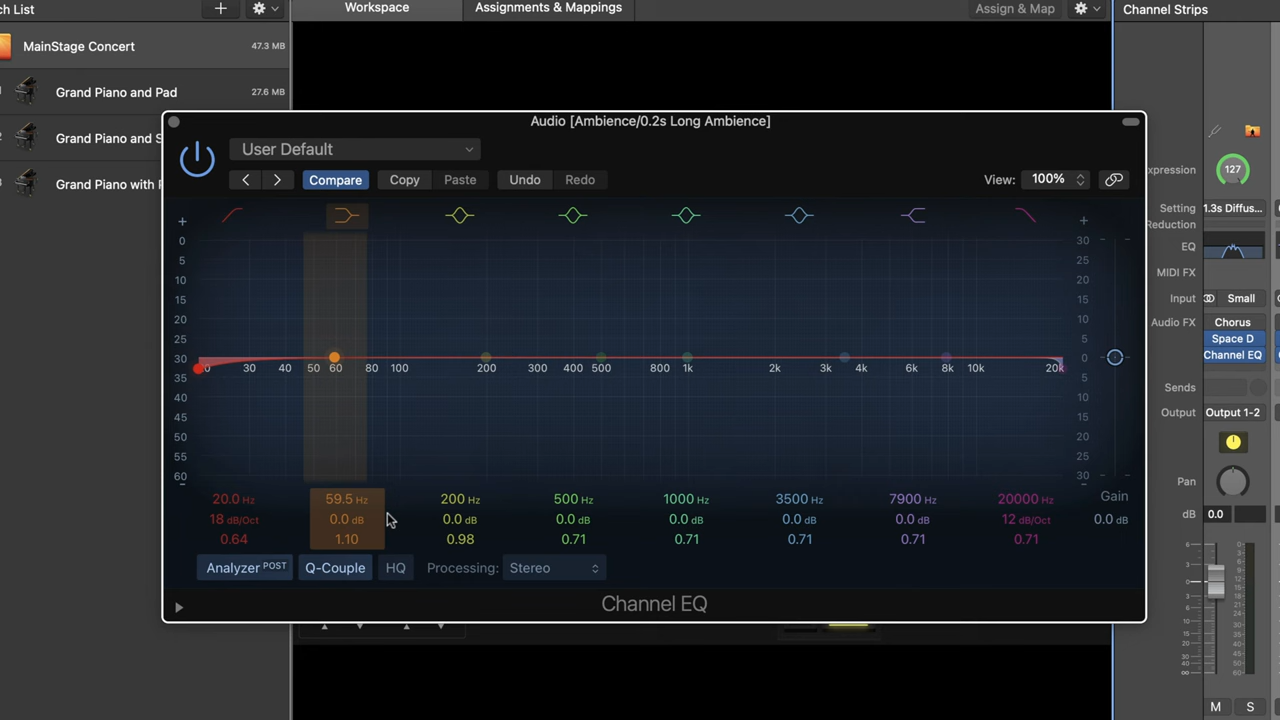 ch List
Workspace
Assignments & Mappings
Assign & Map
Channel Strips
MainStage Concert
47.3 MB
Grand Piano and Pad
27.6 MB
Grand Piano and S
Grand Piano with
Audio [Ambience/0.2s Long Ambience]
User Default
Compare
Copy
Paste
Undo
Redo
View:
100%
+
+
0 5 10 15 20 25 30 35 40 45 50 55 60
30 25 20 15 10 5 0 5 10 15 20 25 30
30 40 50 60 80 100 200 300 400 500 800 1k 2k 3k 4k 6k 8k 10k 20k
20.0 Hz 59.5 Hz 200 Hz 500 Hz 1000 Hz 3500 Hz 7900 Hz 20000 Hz
18 dB/Oct 0.0 dB 0.0 dB 0.0 dB 0.0 dB 0.0 dB 0.0 dB 12 dB/Oct
0.64 1.10 0.98 0.71 0.71 0.71 0.71 0.71
Gain
0.0 dB
Analyzer POST
Q-Couple
HQ
Processing:
Stereo
Channel EQ
xpression
127
Setting
1.3s Diffus...
Reduction
EQ
MIDI FX
Input
Small
Audio FX
Chorus
Space D
Channel EQ
Sends
Output
Output 1-2
Pan
dB
0.0
M
S